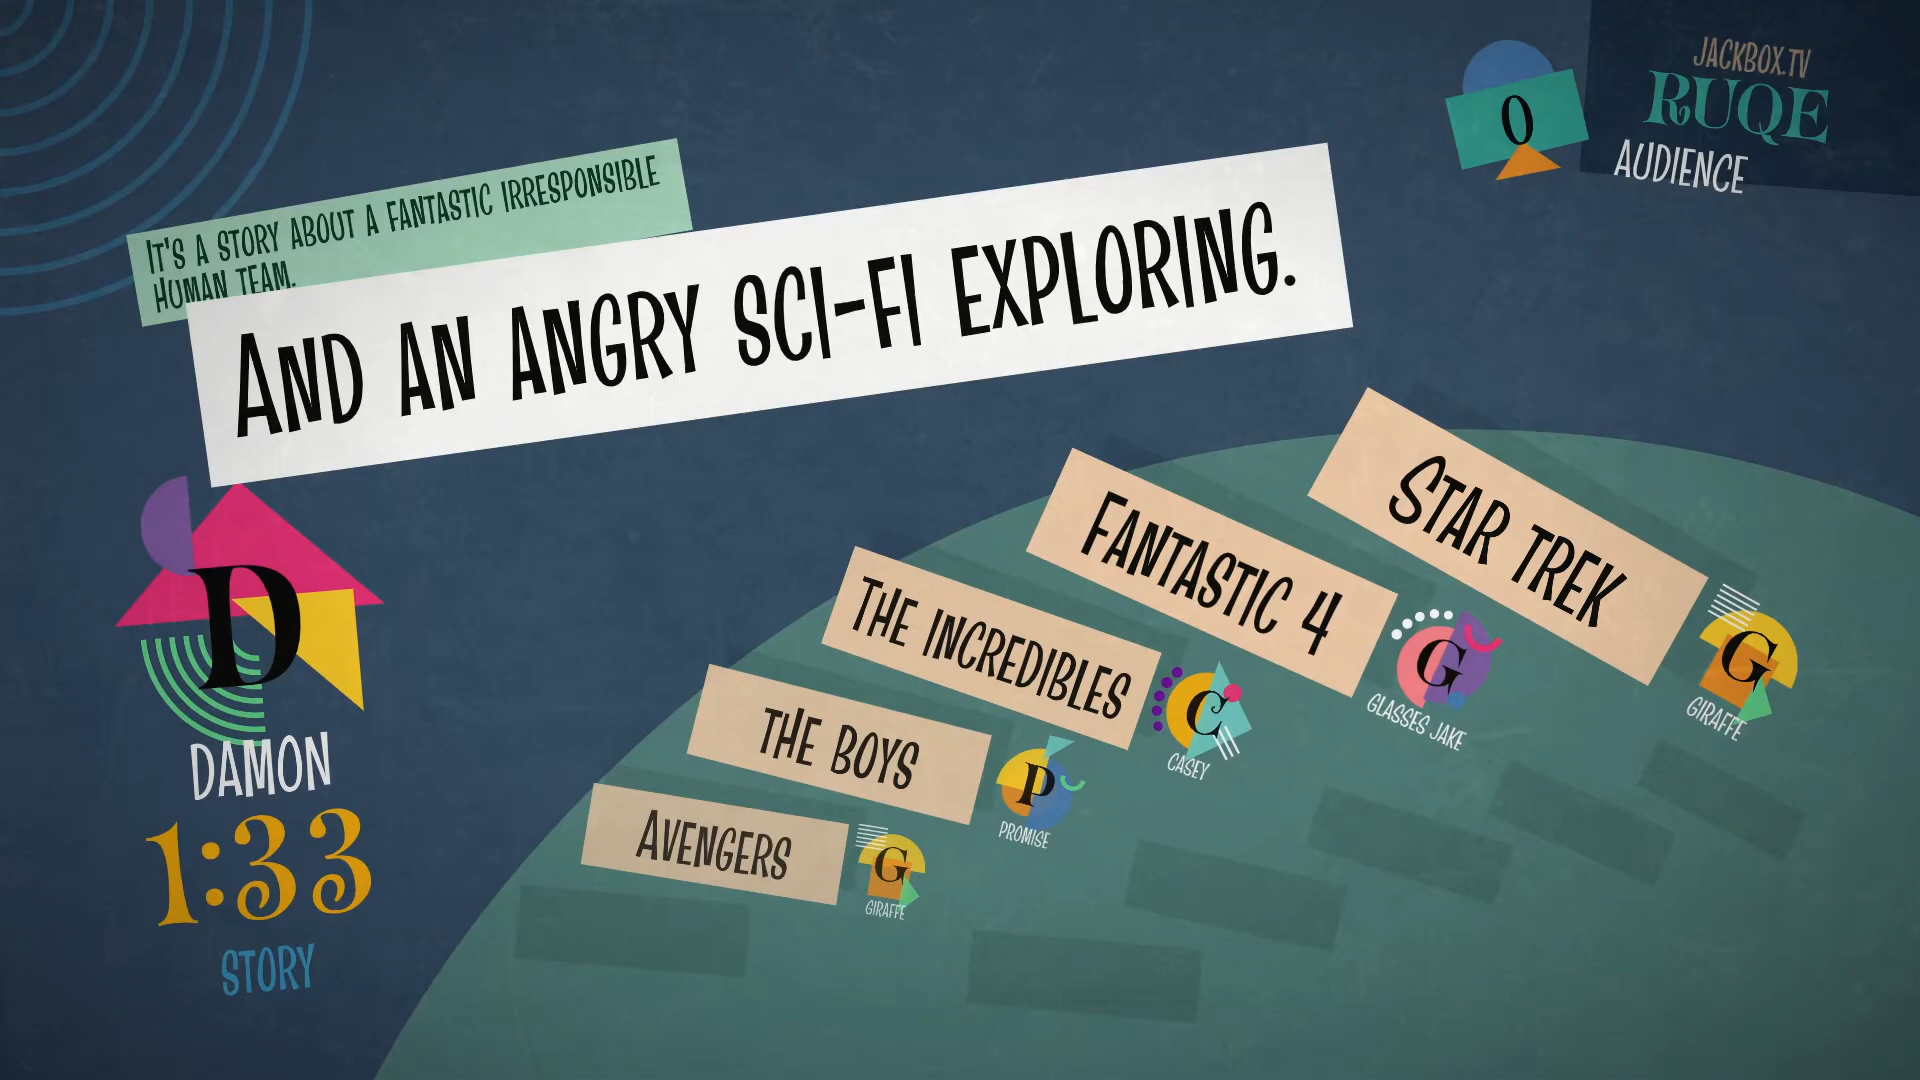 JACKBOX.TV
RUQE
AUDIENCE
0
It's a story about a fantastic irresponsible
human team.
And an angry sci-fi exploring.
D
DAMON
1:33
STORY
Star trek
G
GIRAFFE
Fantastic 4
G
GLASSES JAKE
The incredibles
C
CASEY
the boys
P
PROMISE
Avengers
G
GIRAFFE